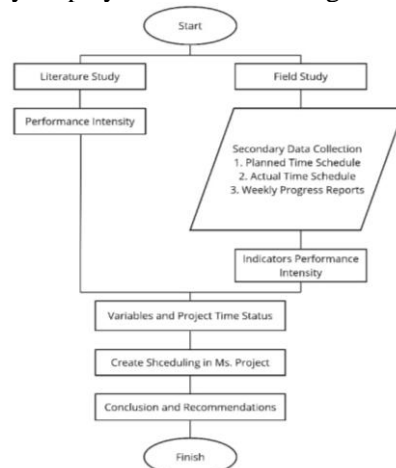 Start
Literature Study
Field Study
Performance Intensity
Secondary Data Collection
1. Planned Time Schedule
2. Actual Time Schedule
3. Weekly Progress Reports
Indicators Performance
Intensity
Variables and Project Time Status
Create Shceduling in Ms. Project
Conclusion and Recommendations
Finish